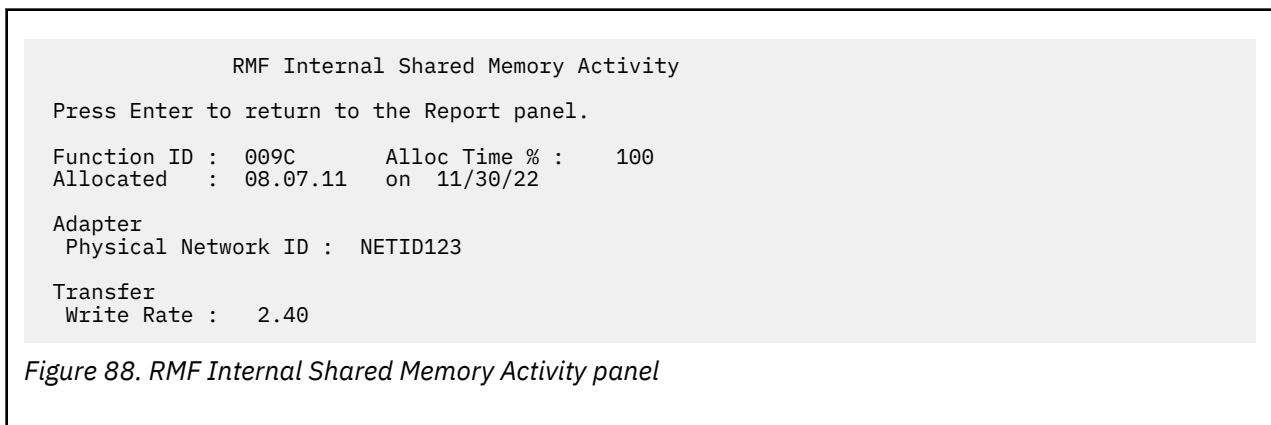 RMF Internal Shared Memory Activity
Press Enter to return to the Report panel.
Function ID : 009C Alloc Time % : 100
Allocated : 08.07.11 on 11/30/22
Adapter
Physical Network ID : NETID123
Transfer
Write Rate : 2.40
Figure 88. RMF Internal Shared Memory Activity panel